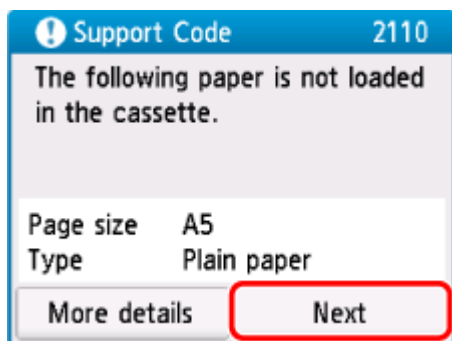 Support Code 2110
The following paper is not loaded
in the cassette.
Page size A5
Type Plain paper
More details Next